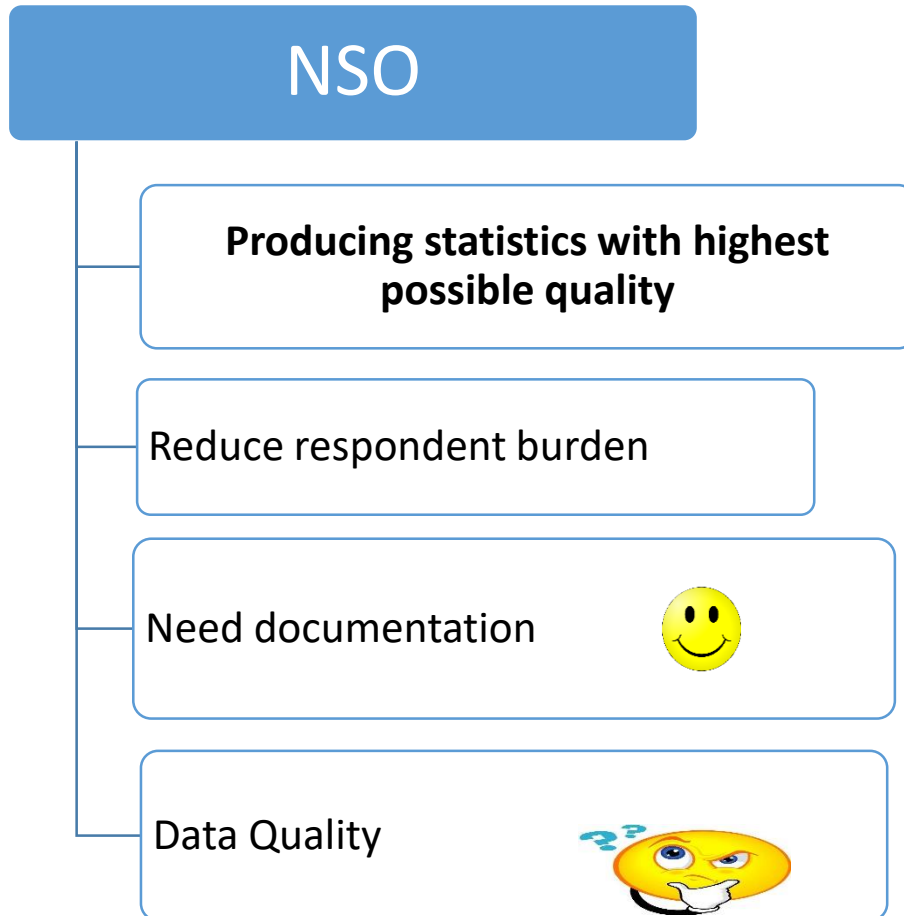 NSO
Producing statistics with highest
possible quality
Reduce respondent burden
Need documentation
Data Quality
??